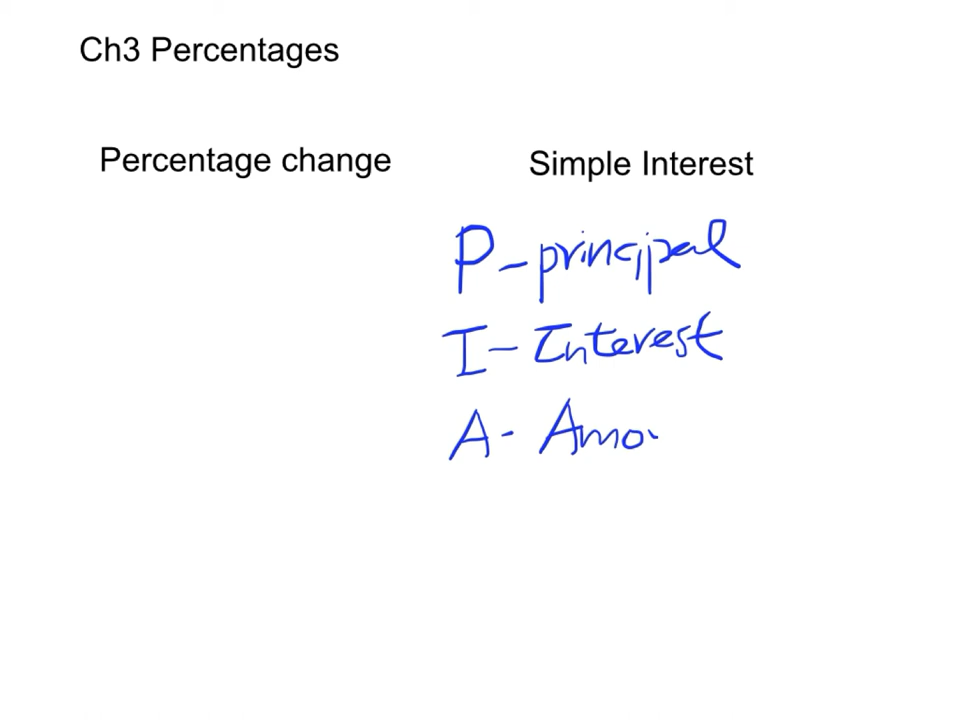 Ch3 Percentages
Percentage change
Simple Interest
P - principal
I - Interest
A - Amo